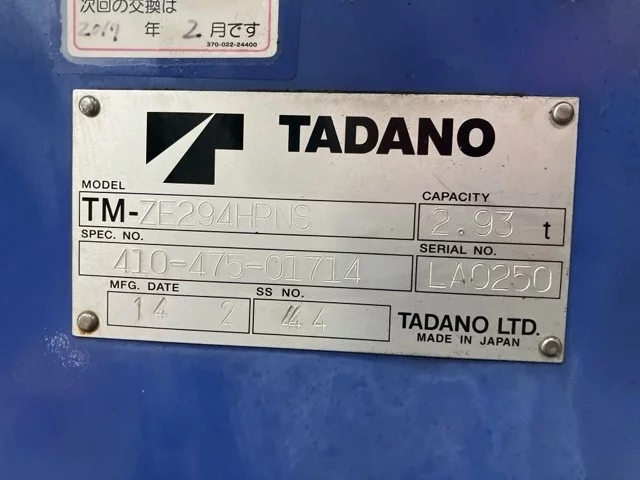 次回の交換は
2017 年 2 月です
370-022-24400
TADANO
MODEL
TM-ZE294HRNS
CAPACITY
2.93 t
SPEC. NO.
410-475-01714
SERIAL NO.
LA0250
MFG. DATE
14 2
SS NO.
44
TADANO LTD.
MADE IN JAPAN